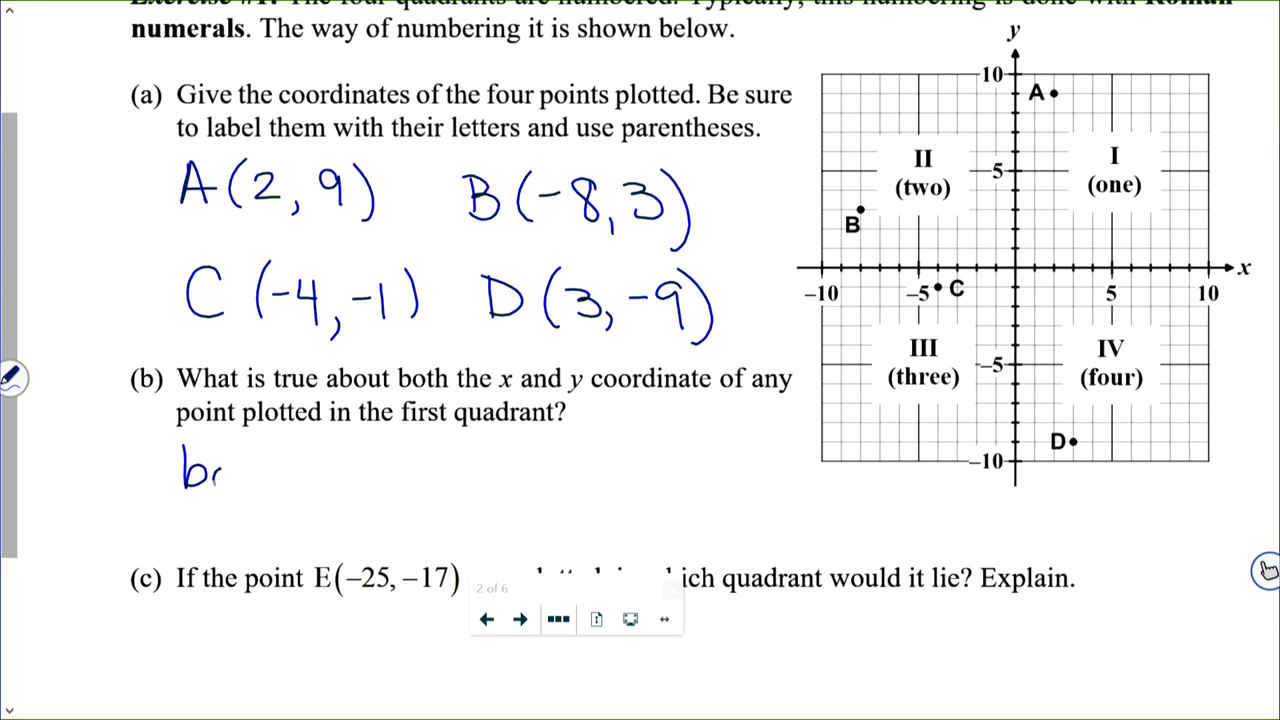 numerals. The way of numbering it is shown below.
(a) Give the coordinates of the four points plotted. Be sure
to label them with their letters and use parentheses.
A(2, 9) B(-8, 3)
C(-4, -1) D(3, -9)
(b) What is true about both the x and y coordinate of any
point plotted in the first quadrant?
bo
(c) If the point E(–25, –17) ich quadrant would it lie? Explain.
2 of 6
y
10
A
II
(two)
5
I
(one)
B
x
–10
–5
C
5
10
III
(three)
–5
IV
(four)
D
–10